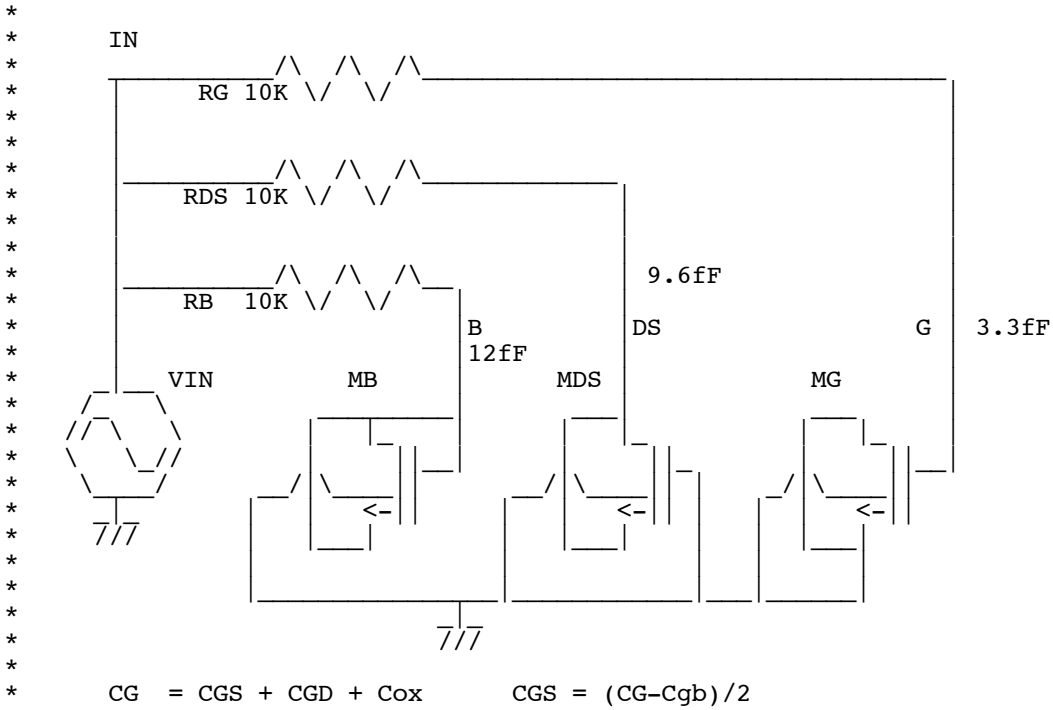 IN
RG 10K
RDS 10K
9.6fF
RB 10K
B DS G 3.3fF
12fF
VIN MB MDS MG
CG = CGS + CGD + Cox CGS = (CG-Cgb)/2